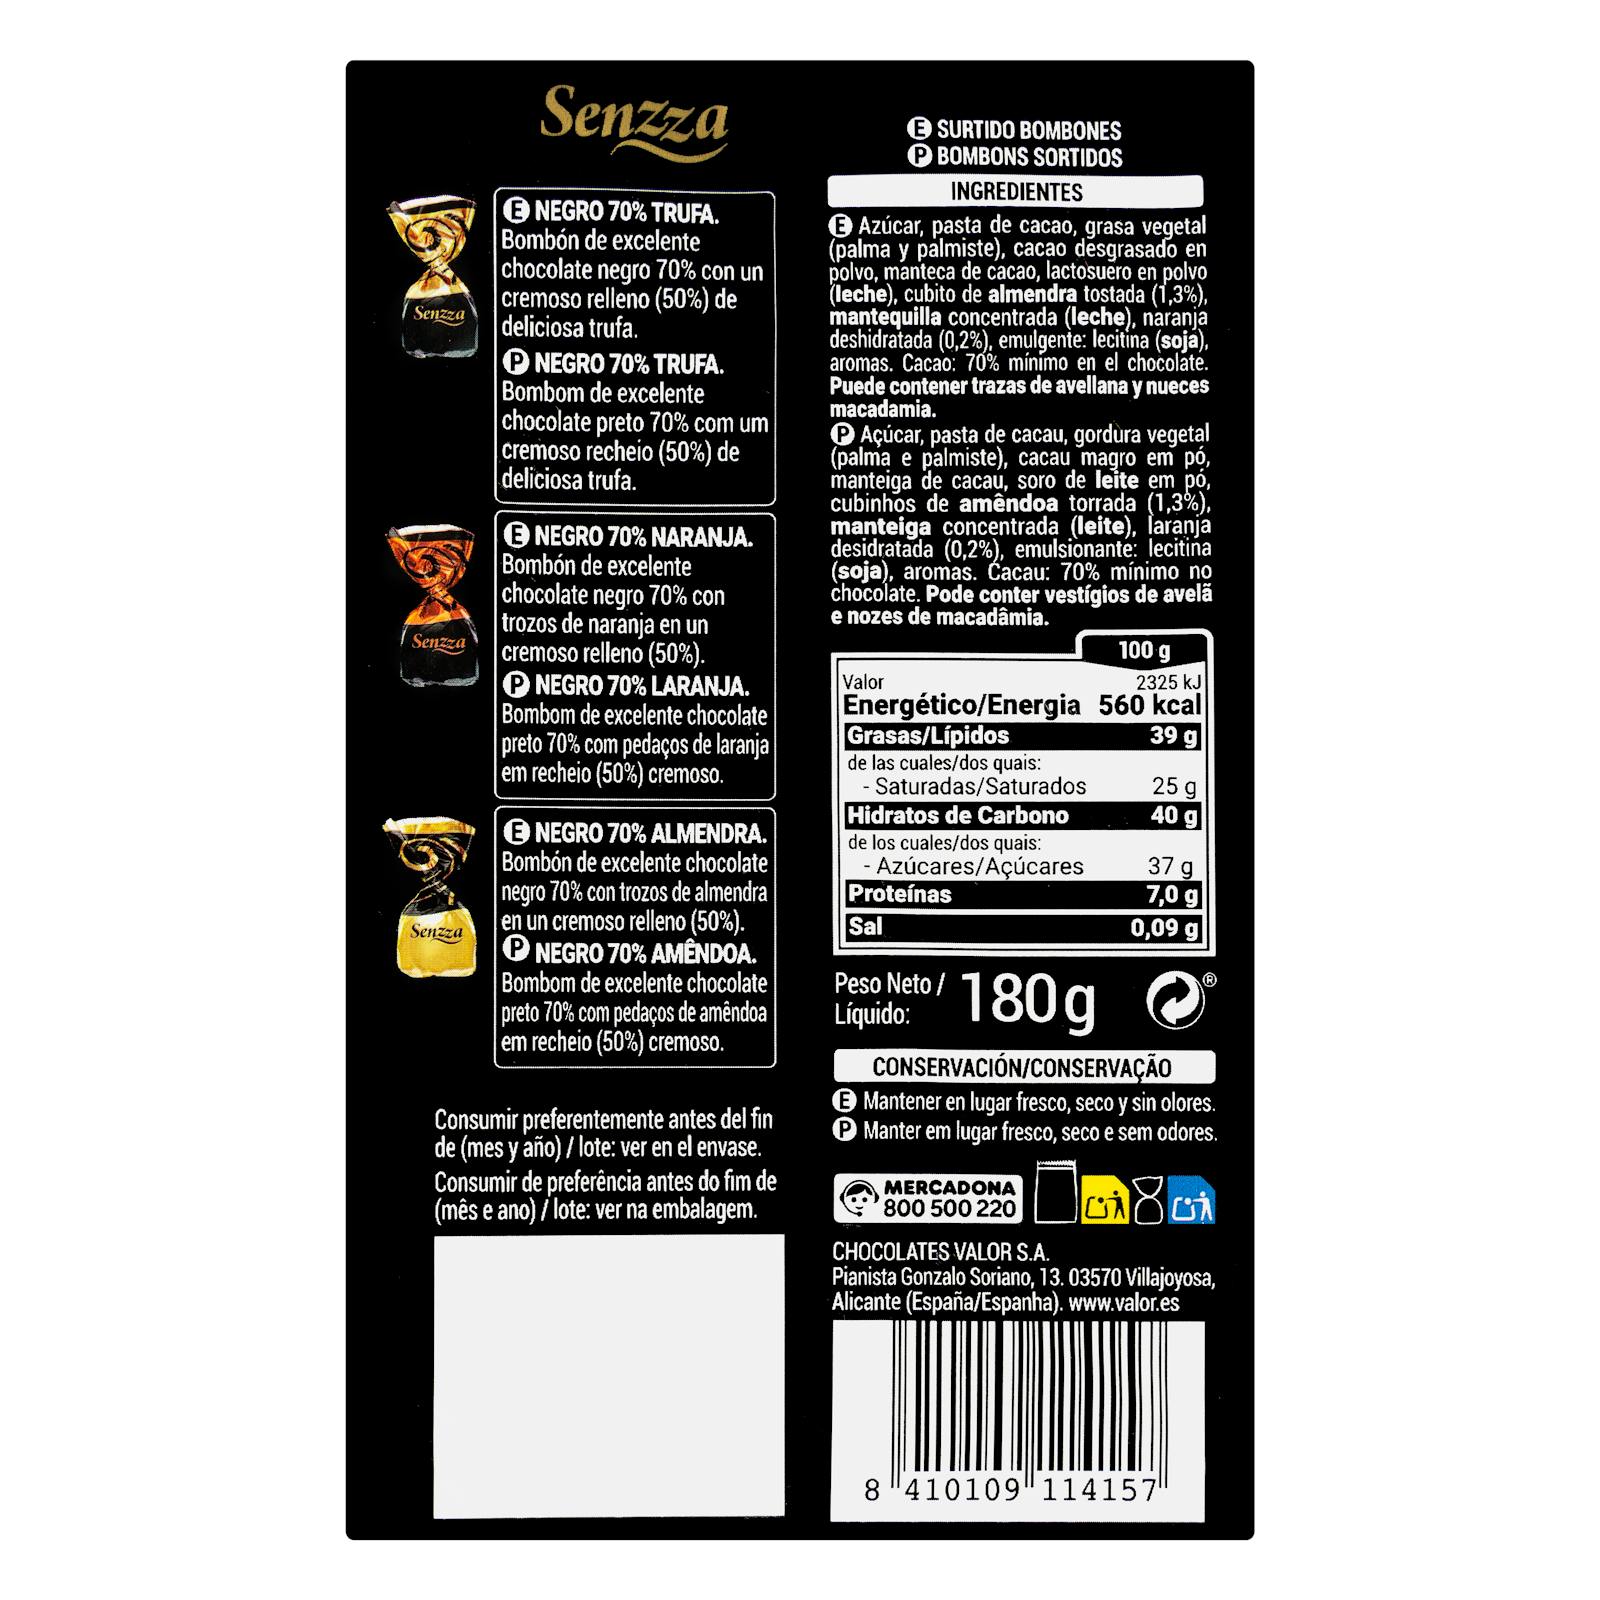 Senzza
Senzza
E NEGRO 70% TRUFA.
Bombón de excelente
chocolate negro 70% con un
cremoso relleno (50%) de
deliciosa trufa.
P NEGRO 70% TRUFA.
Bombom de excelente
chocolate preto 70% com um
cremoso recheio (50%) de
deliciosa trufa.
Senzza
E NEGRO 70% NARANJA.
Bombón de excelente
chocolate negro 70% con
trozos de naranja en un
cremoso relleno (50%).
P NEGRO 70% LARANJA.
Bombom de excelente chocolate
preto 70% com pedaços de laranja
em recheio (50%) cremoso.
Senzza
E NEGRO 70% ALMENDRA.
Bombón de excelente chocolate
negro 70% con trozos de almendra
en un cremoso relleno (50%).
P NEGRO 70% AMÊNDOA.
Bombom de excelente chocolate
preto 70% com pedaços de amêndoa
em recheio (50%) cremoso.
Consumir preferentemente antes del fin
de (mes y año) / lote: ver en el envase.
Consumir de preferência antes do fim de
(mês e ano) / lote: ver na embalagem.
E SURTIDO BOMBONES
P BOMBONS SORTIDOS
INGREDIENTES
E Azúcar, pasta de cacao, grasa vegetal
(palma y palmiste), cacao desgrasado en
polvo, manteca de cacao, lactosuero en polvo
(leche), cubito de almendra tostada (1,3%),
mantequilla concentrada (leche), naranja
deshidratada (0,2%), emulgente: lecitina (soja),
aromas. Cacao: 70% mínimo en el chocolate.
Puede contener trazas de avellana y nueces
macadamia.
P Açúcar, pasta de cacau, gordura vegetal
(palma e palmiste), cacau magro em pó,
manteiga de cacau, soro de leite em pó,
cubinhos de amêndoa torrada (1,3%),
manteiga concentrada (leite), laranja
desidratada (0,2%), emulsionante: lecitina
(soja), aromas. Cacau: 70% mínimo no
chocolate. Pode conter vestígios de avelã
e nozes de macadâmia.
100 g
Valor 2325 kJ
Energético/Energia 560 kcal
Grasas/Lípidos 39 g
de las cuales/dos quais:
- Saturadas/Saturados 25 g
Hidratos de Carbono 40 g
de los cuales/dos quais:
- Azúcares/Açúcares 37 g
Proteínas 7,0 g
Sal 0,09 g
Peso Neto /
Líquido: 180 g ®
CONSERVACIÓN/CONSERVAÇÃO
E Mantener en lugar fresco, seco y sin olores.
P Manter em lugar fresco, seco e sem odores.
MERCADONA
800 500 220
CHOCOLATES VALOR S.A.
Pianista Gonzalo Soriano, 13. 03570 Villajoyosa,
Alicante (España/Espanha). www.valor.es
8 410109 114157